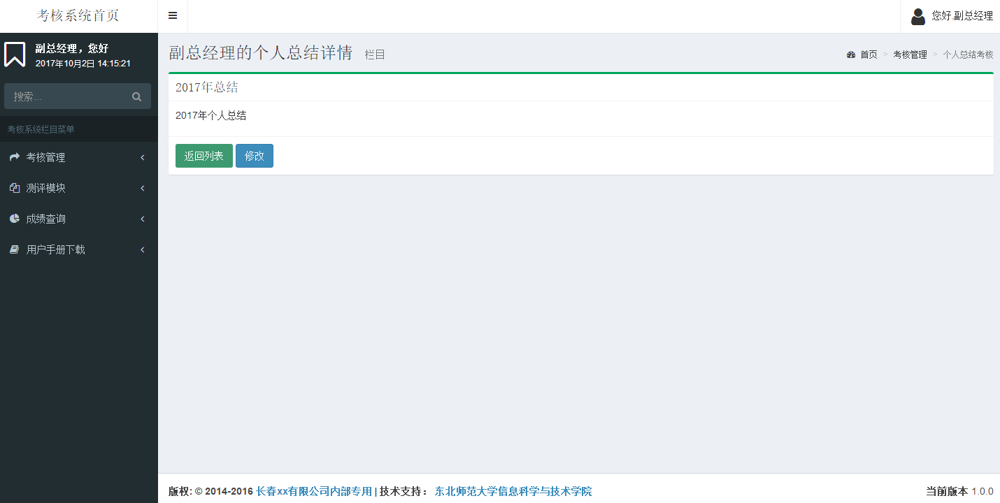 考核系统首页
您好,副总经理
副总经理，您好
2017年10月2日 14:15:21
搜索...
考核系统栏目菜单
考核管理
测评模块
成绩查询
用户手册下载
副总经理的个人总结详情 栏目
首页 > 考核管理 > 个人总结考核
2017年总结
2017年个人总结
返回列表 修改
版权: © 2014-2016 长春xx有限公司内部专用 | 技术支持： 东北师范大学信息科学与技术学院
当前版本 1.0.0